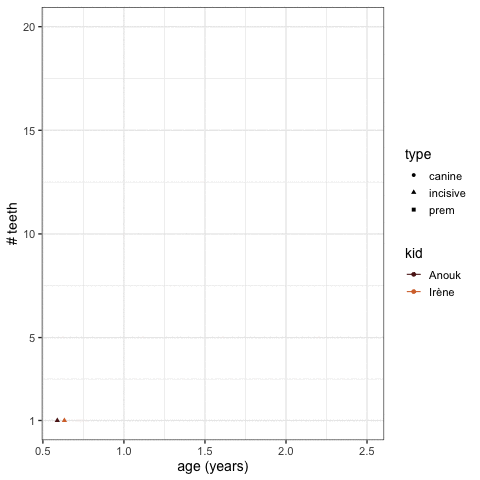 20
15
# teeth
10
5
1
0.5 1.0 1.5 2.0 2.5
age (years)
type
canine
incisive
prem
kid
Anouk
Irène